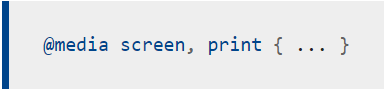 @media screen, print { ... }